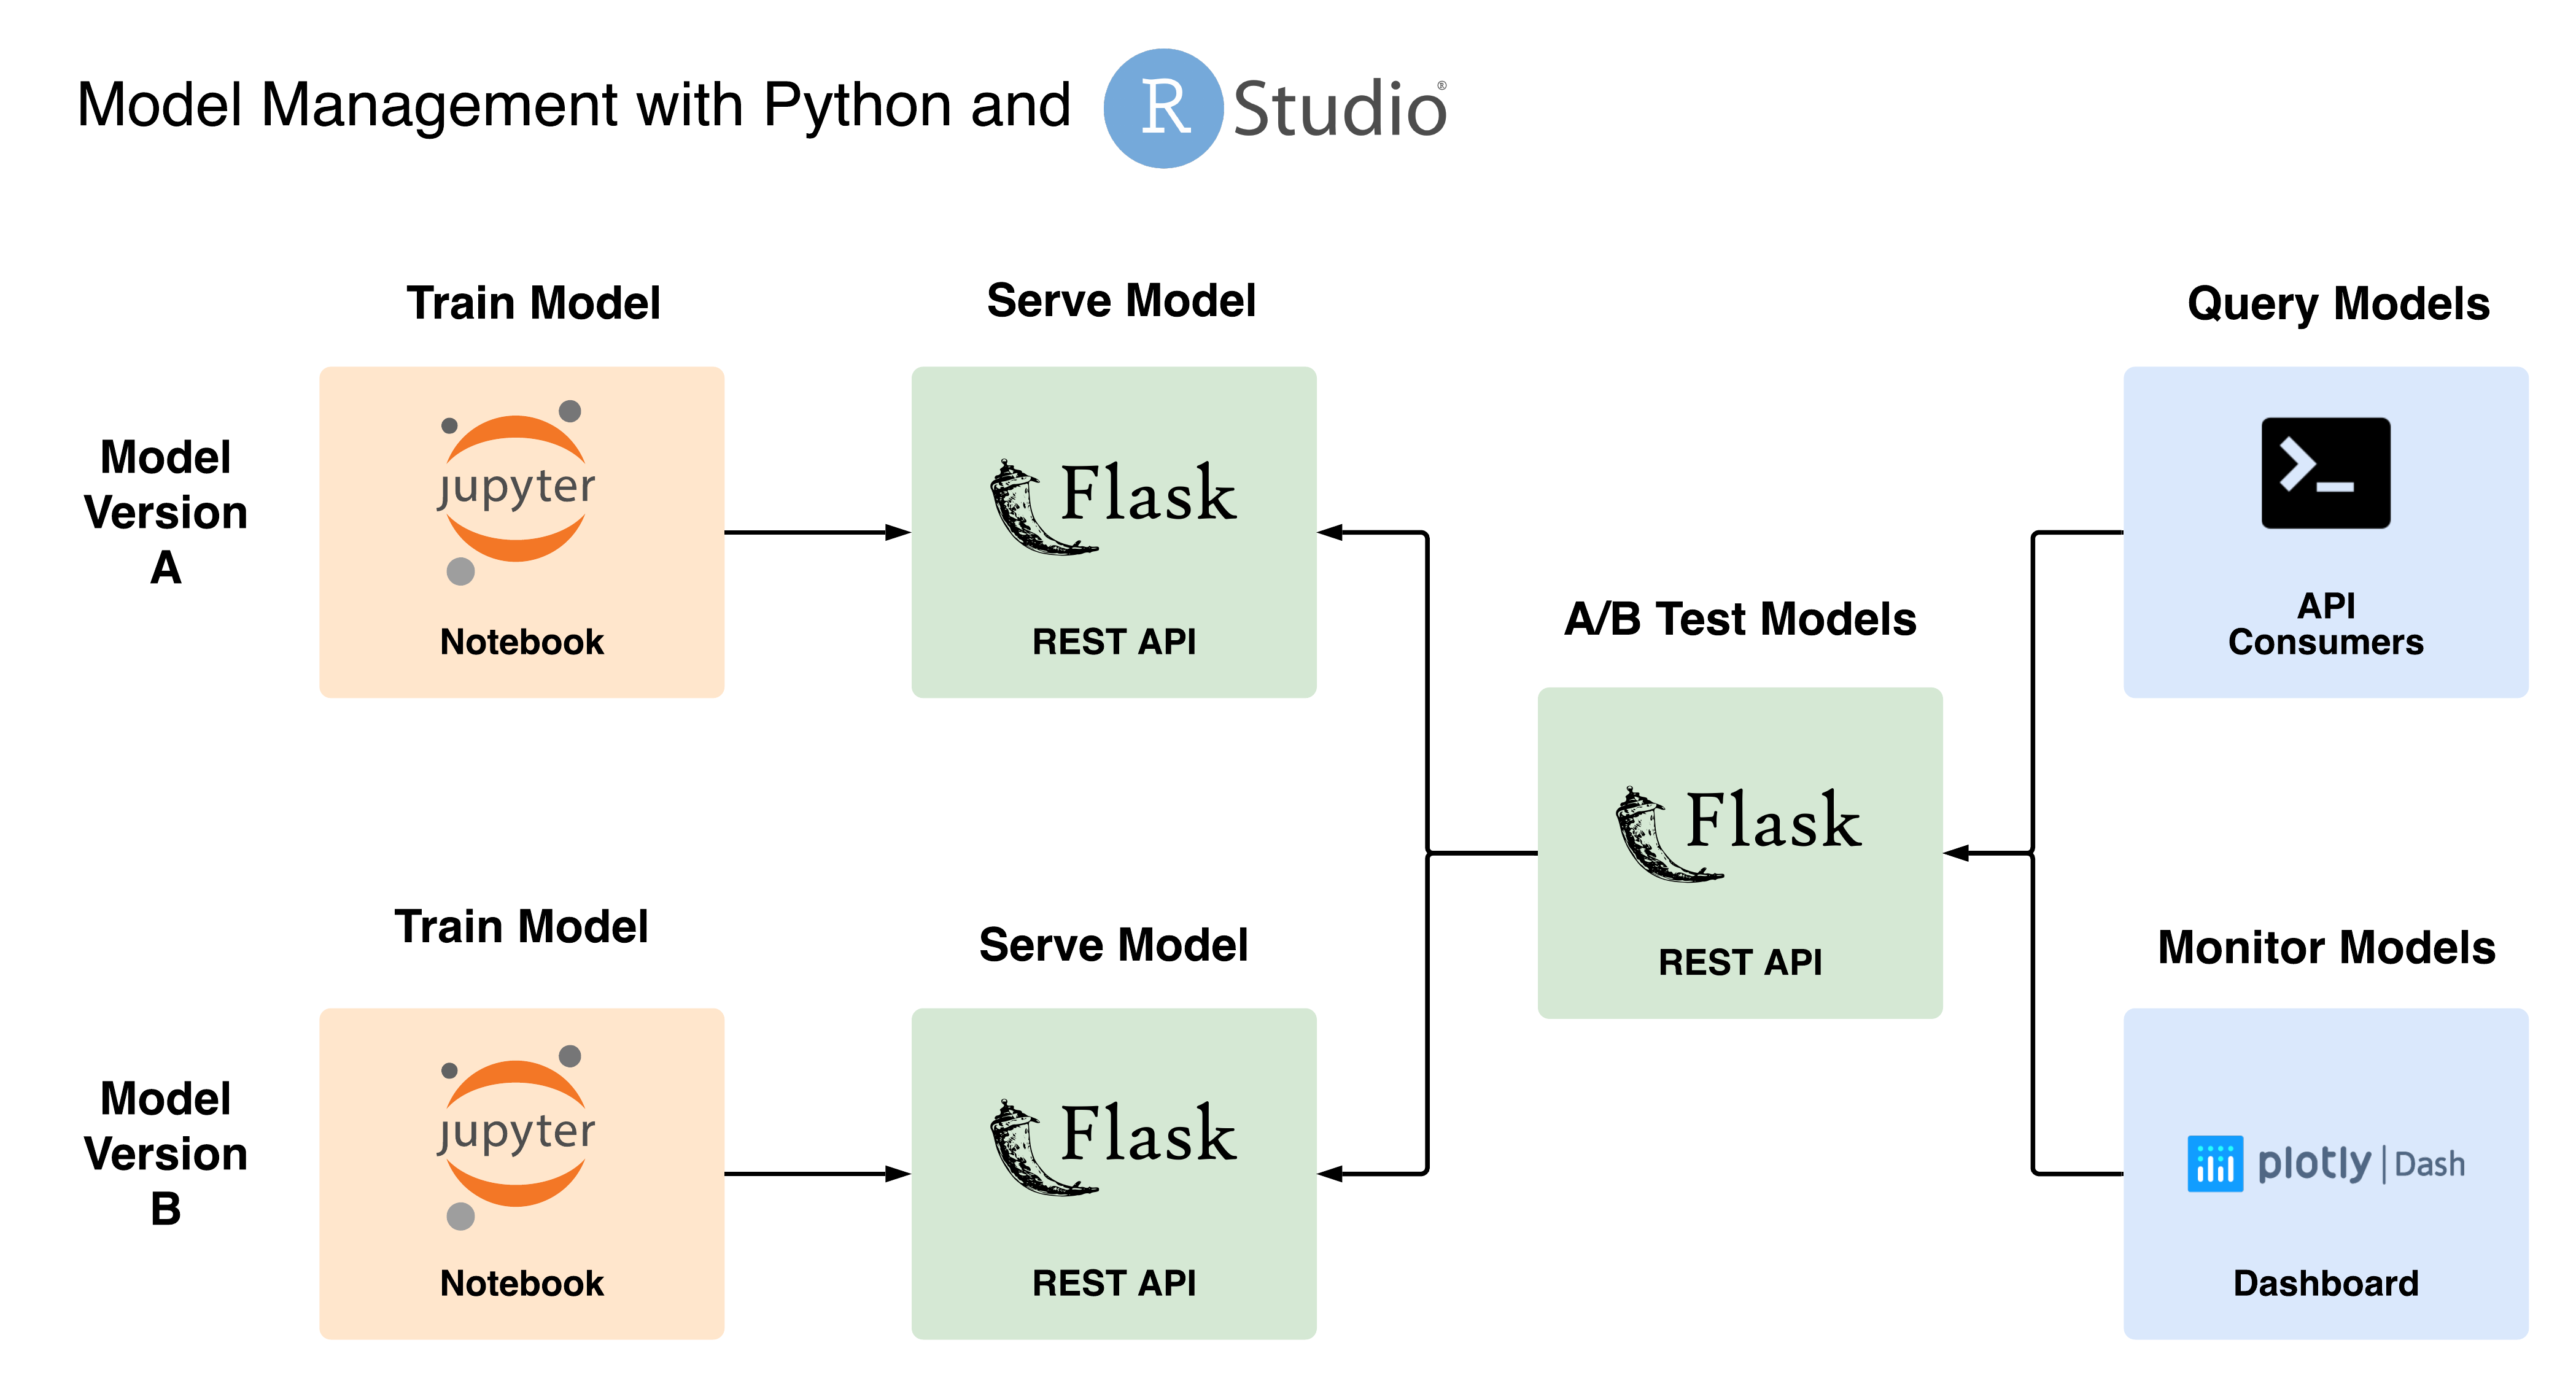 Model Management with Python and R Studio®
Train Model
Serve Model
Query Models
Model
Version
A
jupyter
Notebook
Flask
REST API
>_
API
Consumers
A/B Test Models
Flask
REST API
Train Model
Serve Model
Monitor Models
Model
Version
B
jupyter
Notebook
Flask
REST API
plotly | Dash
Dashboard